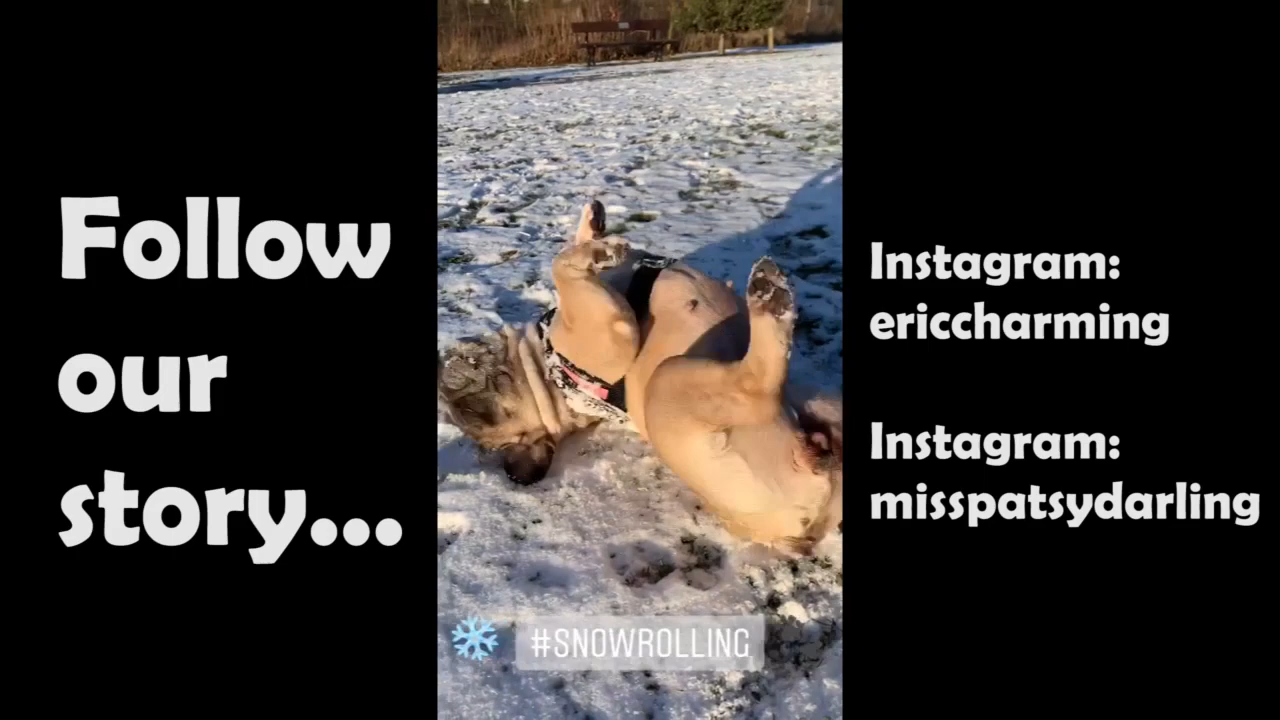 Follow
our
story...
Instagram:
ericcharming
Instagram:
misspatsydarling
#SNOWROLLING